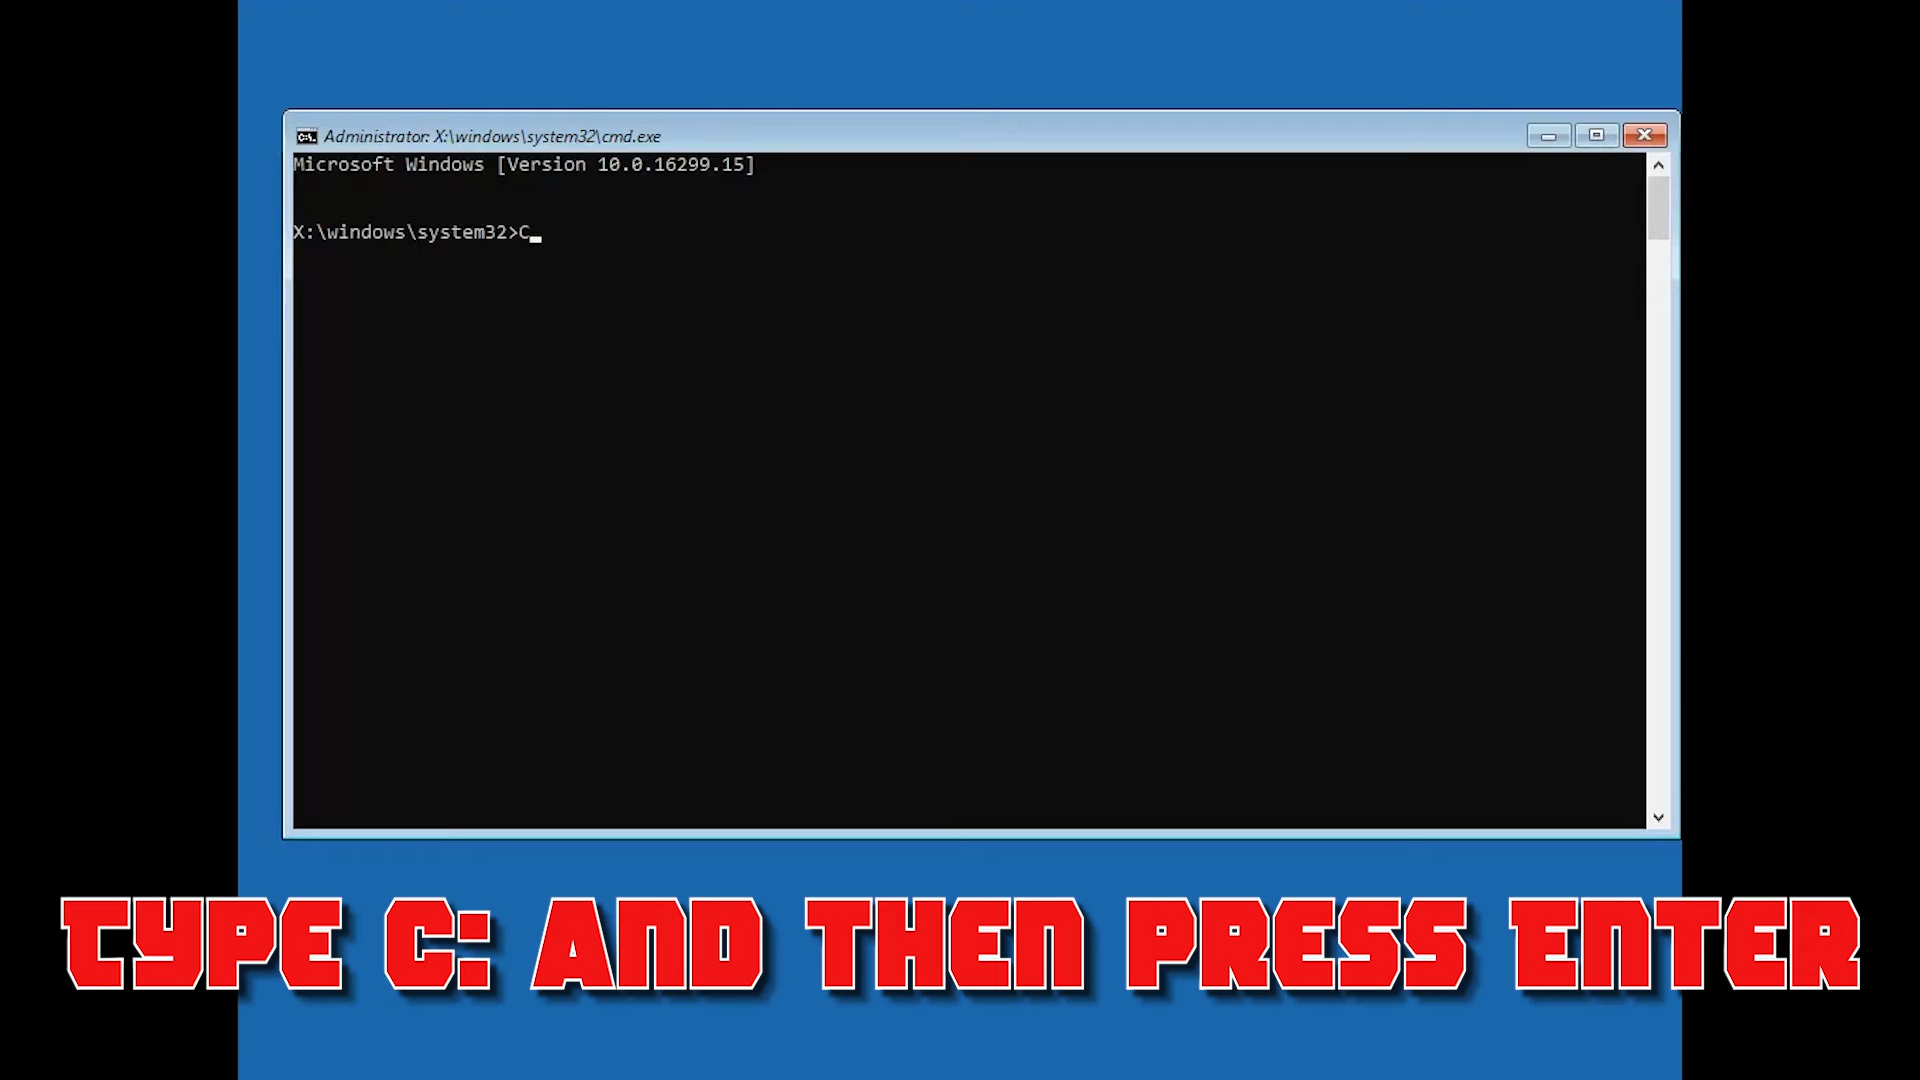 Administrator: X:\windows\system32\cmd.exe
Microsoft Windows [Version 10.0.16299.15]
X:\windows\system32>C_
TYPE C: AND THEN PRESS ENTER